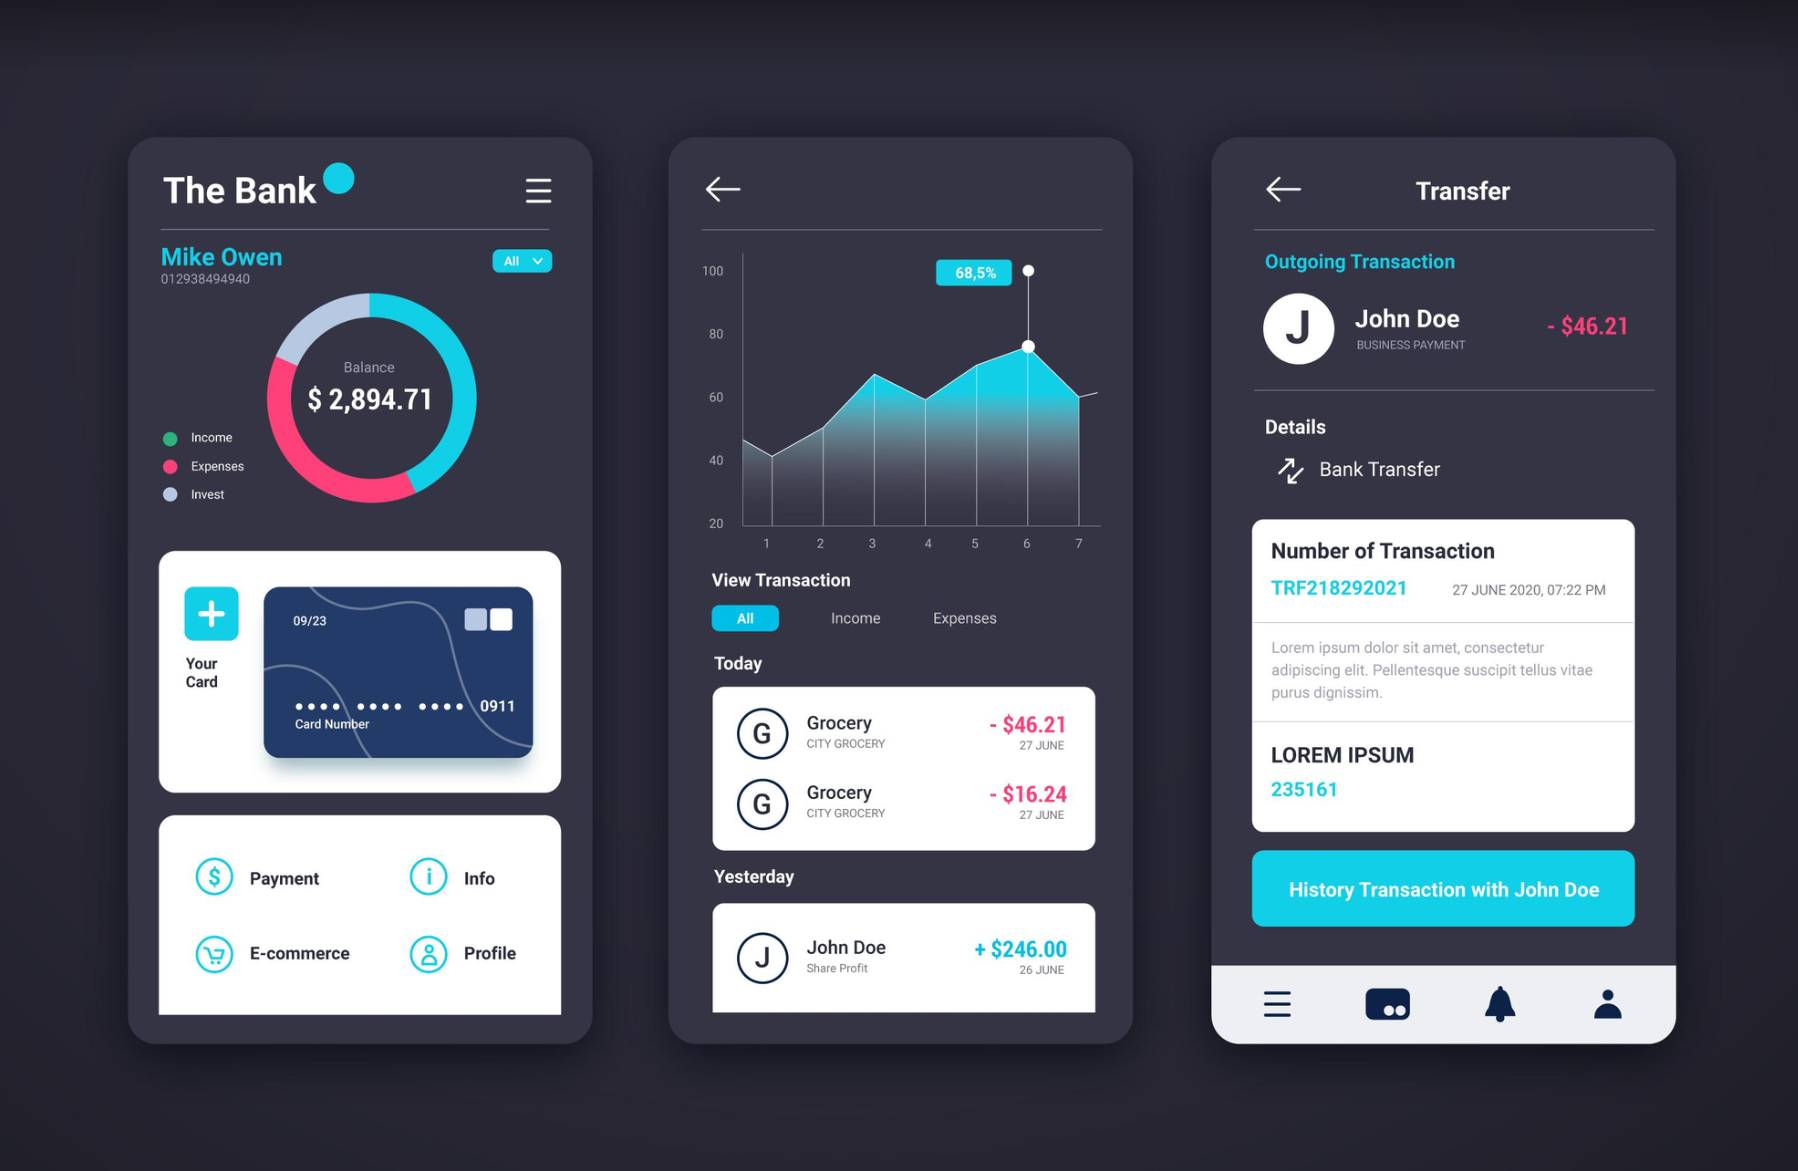 The Bank
Mike Owen
012938494940
All
Balance
$ 2,894.71
Income
Expenses
Invest
Your
Card
09/23
0911
Card Number
Payment
Info
E-commerce
Profile
68,5%
100
80
60
40
20
1 2 3 4 5 6 7
View Transaction
All Income Expenses
Today
G Grocery - $46.21
CITY GROCERY 27 JUNE
G Grocery - $16.24
CITY GROCERY 27 JUNE
Yesterday
J John Doe + $246.00
Share Profit 26 JUNE
Transfer
Outgoing Transaction
J John Doe - $46.21
BUSINESS PAYMENT
Details
Bank Transfer
Number of Transaction
TRF218292021 27 JUNE 2020, 07:22 PM
Lorem ipsum dolor sit amet, consectetur
adipiscing elit. Pellentesque suscipit tellus vitae
purus dignissim.
LOREM IPSUM
235161
History Transaction with John Doe